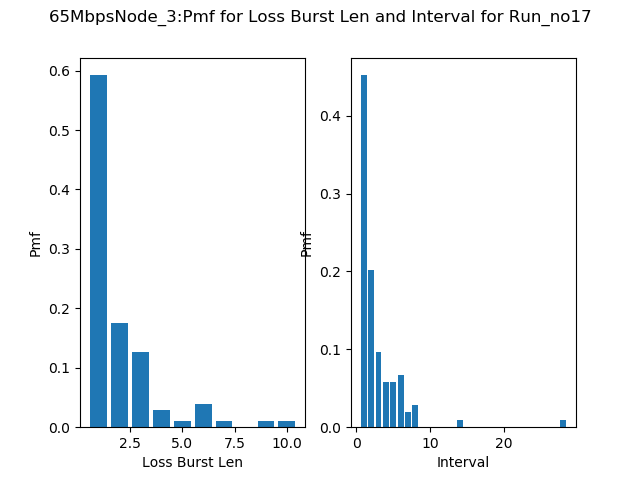 65MbpsNode_3:Pmf for Loss Burst Len and Interval for Run_no17
0.6
0.5
0.4
0.3
0.2
0.1
0.0
Pmf
2.5 5.0 7.5 10.0
Loss Burst Len
0.4
0.3
0.2
0.1
0.0
Pmf
0 10 20
Interval